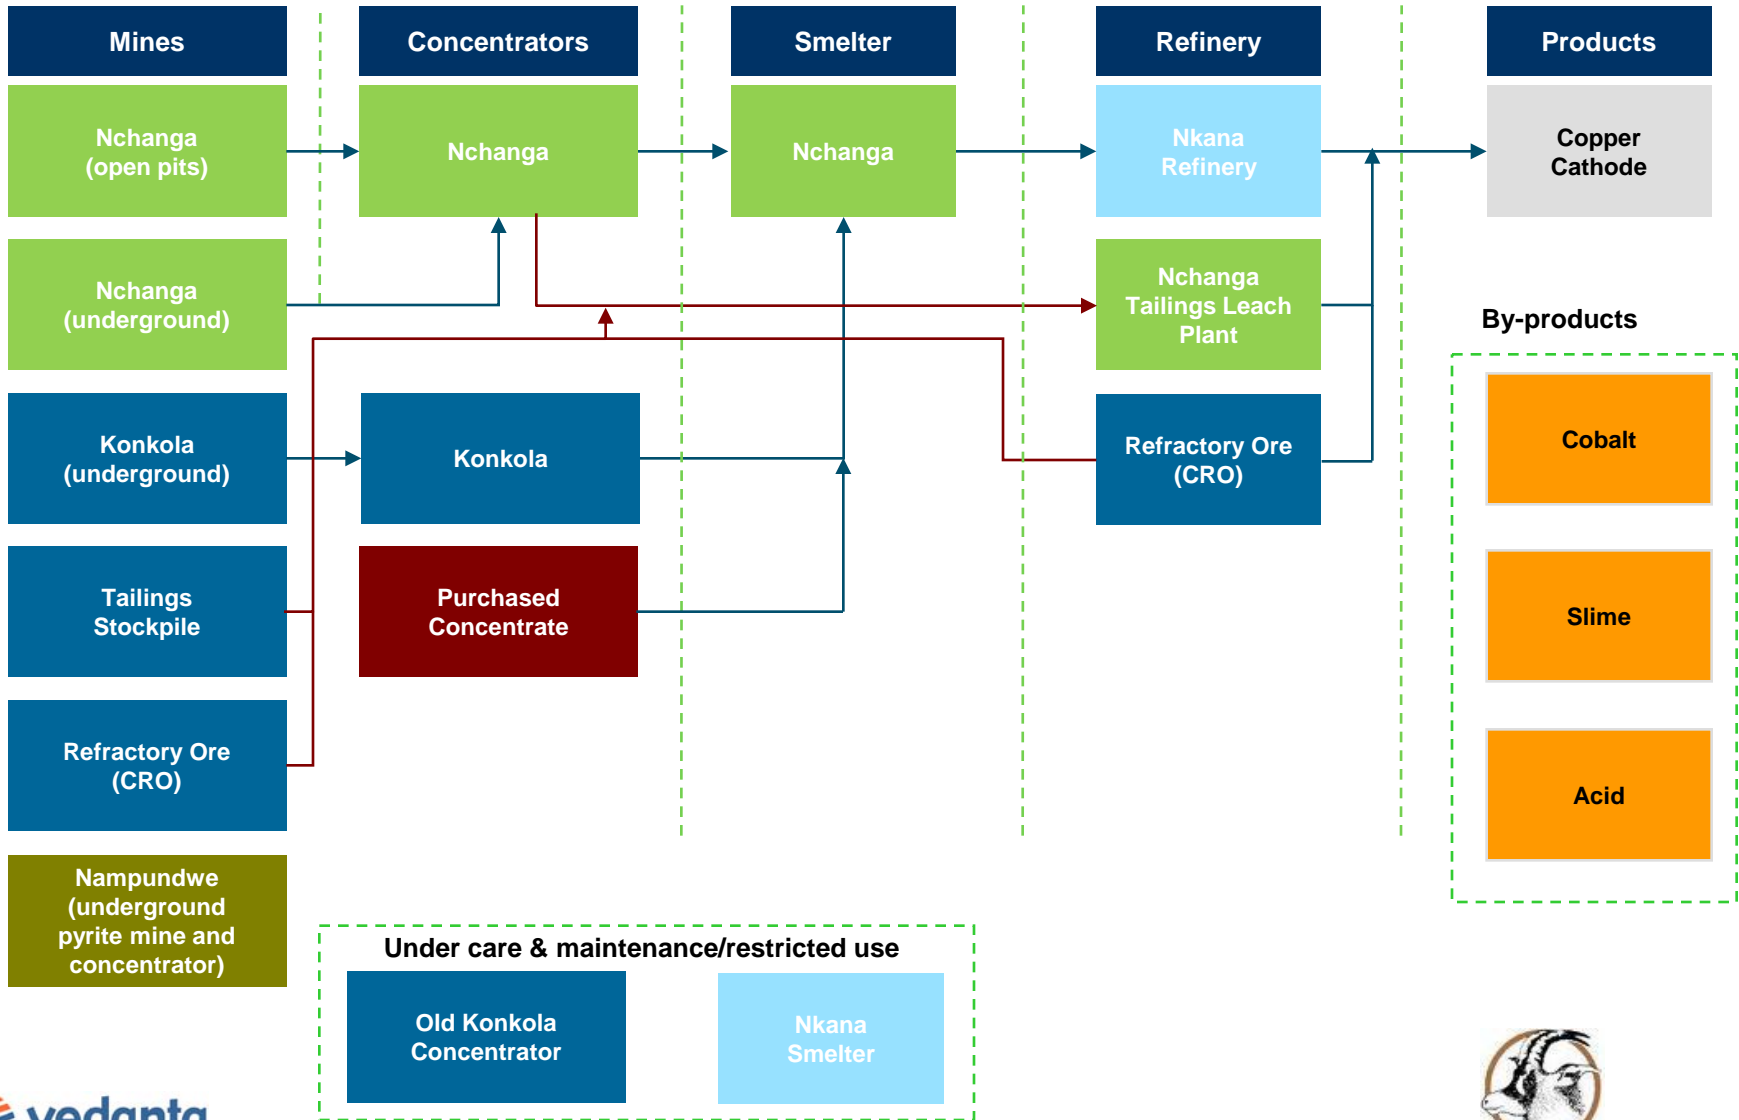 Mines
Concentrators
Smelter
Refinery
Products
Nchanga
(open pits)
Nchanga
Nchanga
Nkana
Refinery
Copper
Cathode
Nchanga
(underground)
Nchanga
Tailings Leach
Plant
By-products
Konkola
(underground)
Konkola
Refractory Ore
(CRO)
Cobalt
Tailings
Stockpile
Purchased
Concentrate
Slime
Refractory Ore
(CRO)
Acid
Nampundwe
(underground
pyrite mine and
concentrator)
Under care & maintenance/restricted use
Old Konkola
Concentrator
Nkana
Smelter
vedanta